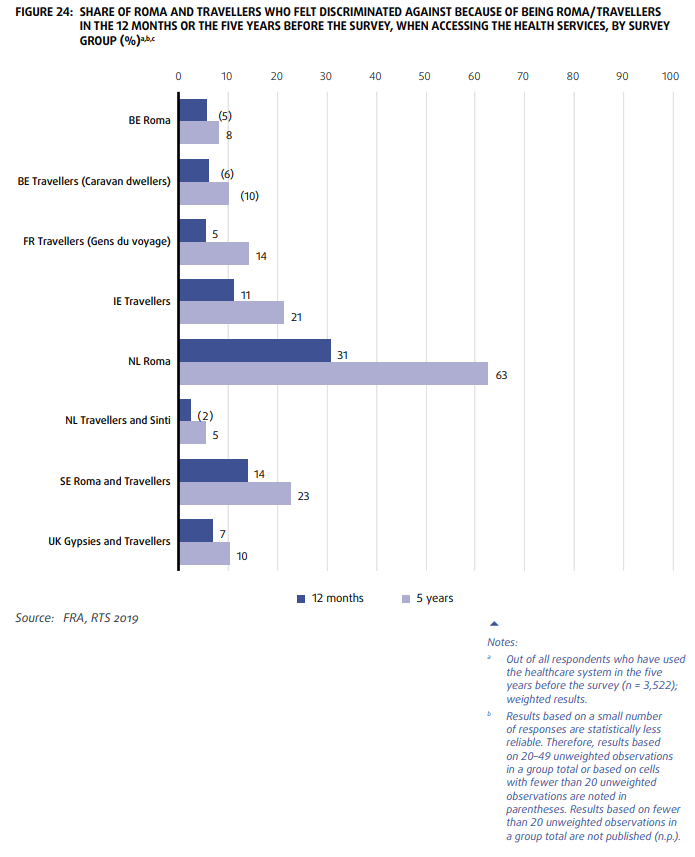 FIGURE 24: SHARE OF ROMA AND TRAVELLERS WHO FELT DISCRIMINATED AGAINST BECAUSE OF BEING ROMA/TRAVELLERS
IN THE 12 MONTHS OR THE FIVE YEARS BEFORE THE SURVEY, WHEN ACCESSING THE HEALTH SERVICES, BY SURVEY
GROUP (%)a,b,c
0 10 20 30 40 50 60 70 80 90 100
BE Roma
(5)
8
BE Travellers (Caravan dwellers)
(6)
(10)
FR Travellers (Gens du voyage)
5
14
IE Travellers
11
21
NL Roma
31
63
NL Travellers and Sinti
(2)
5
SE Roma and Travellers
14
23
UK Gypsies and Travellers
7
10
12 months 5 years
Source: FRA, RTS 2019
Notes:
a Out of all respondents who have used
the healthcare system in the five
years before the survey (n = 3,522);
weighted results.
b Results based on a small number
of responses are statistically less
reliable. Therefore, results based
on 20–49 unweighted observations
in a group total or based on cells
with fewer than 20 unweighted
observations are noted in
parentheses. Results based on fewer
than 20 unweighted observations in
a group total are not published (n.p.).